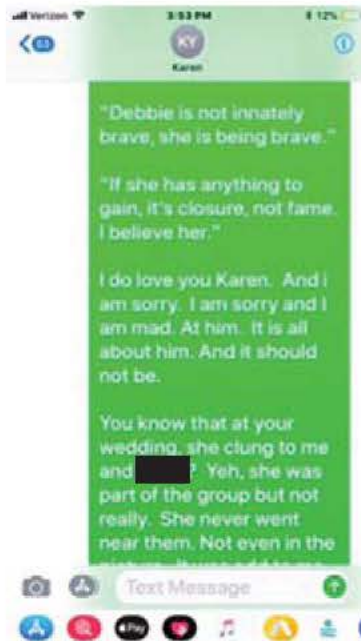 Verizon
3:53 PM
12%
KY
Karen
"Debbie is not innately
brave, she is being brave."
"If she has anything to
gain, it's closure, not fame.
I believe her."
I do love you Karen. And i
am sorry. I am sorry and I
am mad. At him. It is all
about him. And it should
not be.
You know that at your
wedding, she clung to me
and ? Yeh, she was
part of the group but not
really. She never went
near them. Not even in the
Text Message
Pay